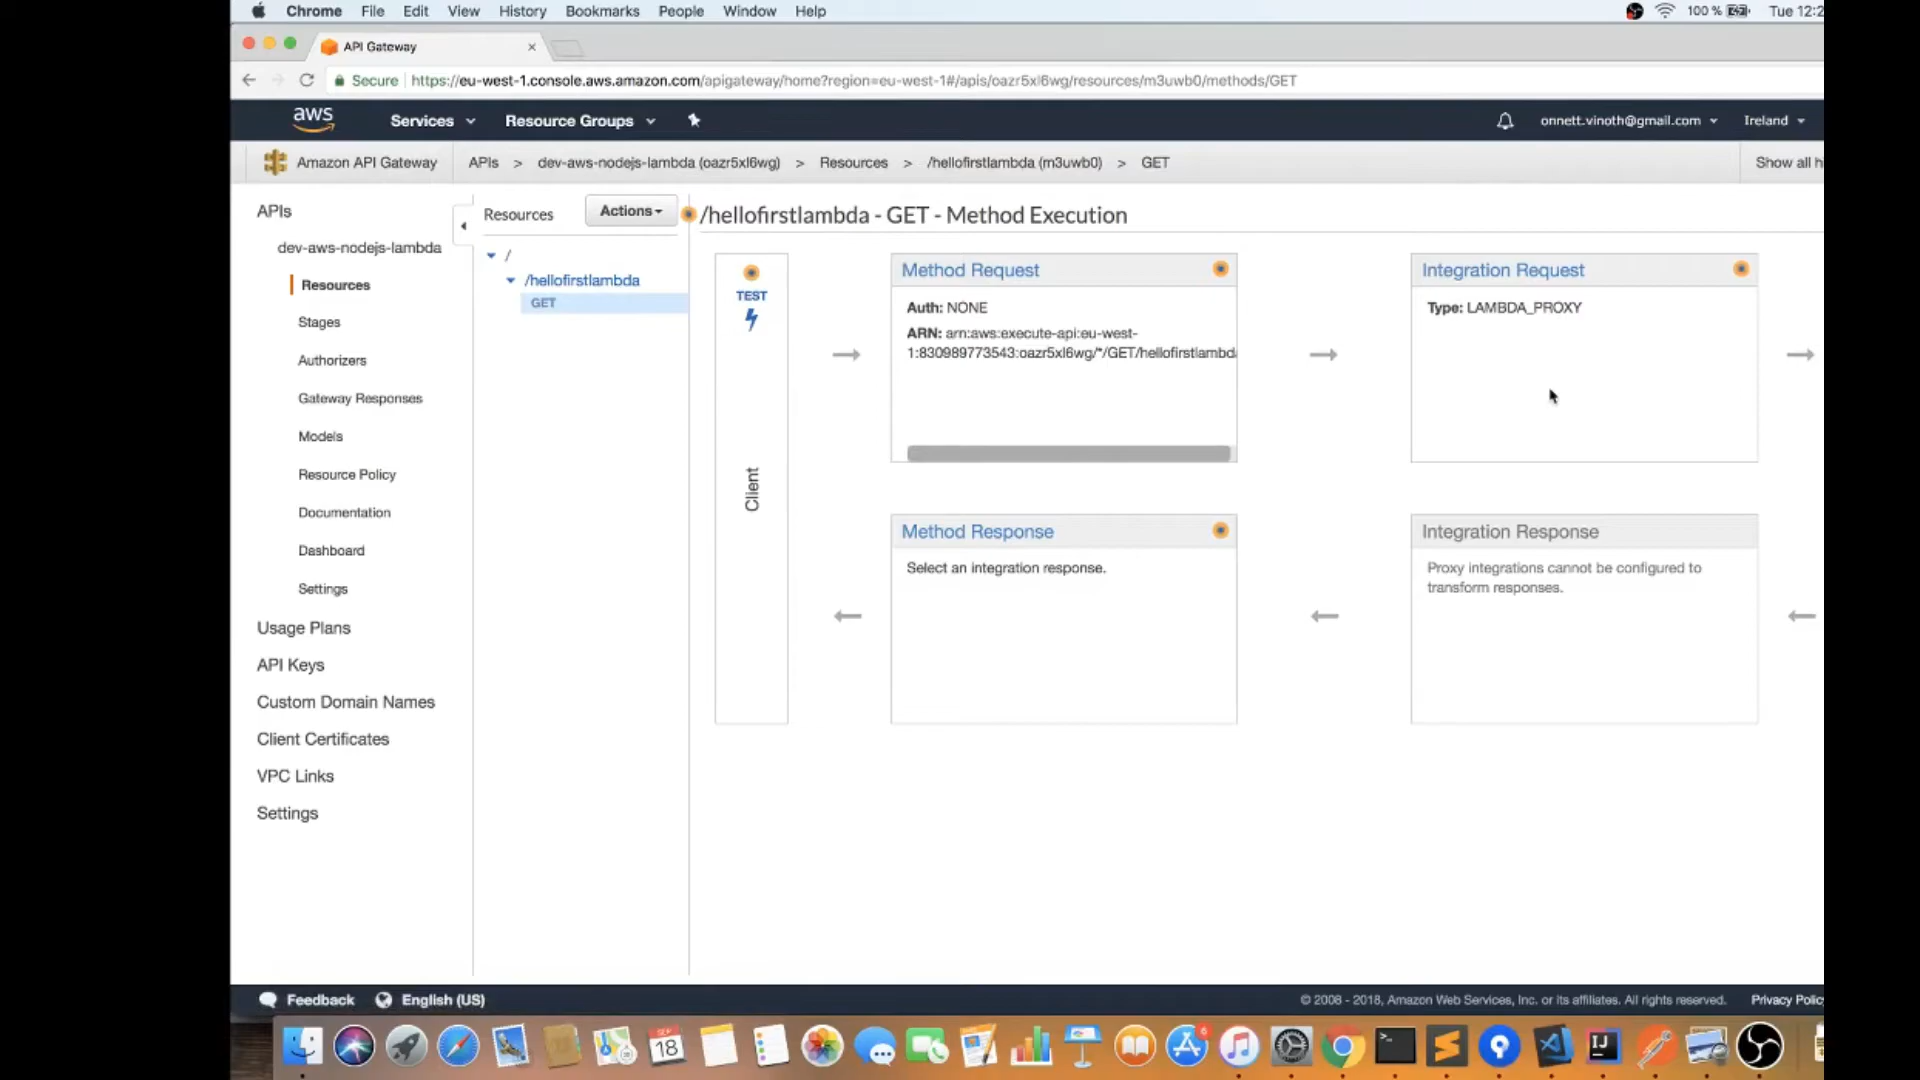 Chrome File Edit View History Bookmarks People Window Help 100 % Tue 12:2
API Gateway
Secure https://eu-west-1.console.aws.amazon.com/apigateway/home?region=eu-west-1#/apis/oazr5xl6wg/resources/m3uwb0/methods/GET
aws Services Resource Groups onnett.vinoth@gmail.com Ireland
Amazon API Gateway APIs > dev-aws-nodejs-lambda (oazr5xl6wg) > Resources > /hellofirstlambda (m3uwb0) > GET Show all h
APIs
dev-aws-nodejs-lambda
Resources
Stages
Authorizers
Gateway Responses
Models
Resource Policy
Documentation
Dashboard
Settings
Usage Plans
API Keys
Custom Domain Names
Client Certificates
VPC Links
Settings
Resources Actions
/
/hellofirstlambda
GET
/hellofirstlambda - GET - Method Execution
TEST
Client
Method Request
Auth: NONE
ARN: arn:aws:execute-api:eu-west-
1:830989773543:oazr5xl6wg/*/GET/hellofirstlambd
Integration Request
Type: LAMBDA_PROXY
Method Response
Select an integration response.
Integration Response
Proxy integrations cannot be configured to
transform responses.
Feedback English (US) © 2008 - 2018, Amazon Web Services, Inc. or its affiliates. All rights reserved. Privacy Polic
18
IJ